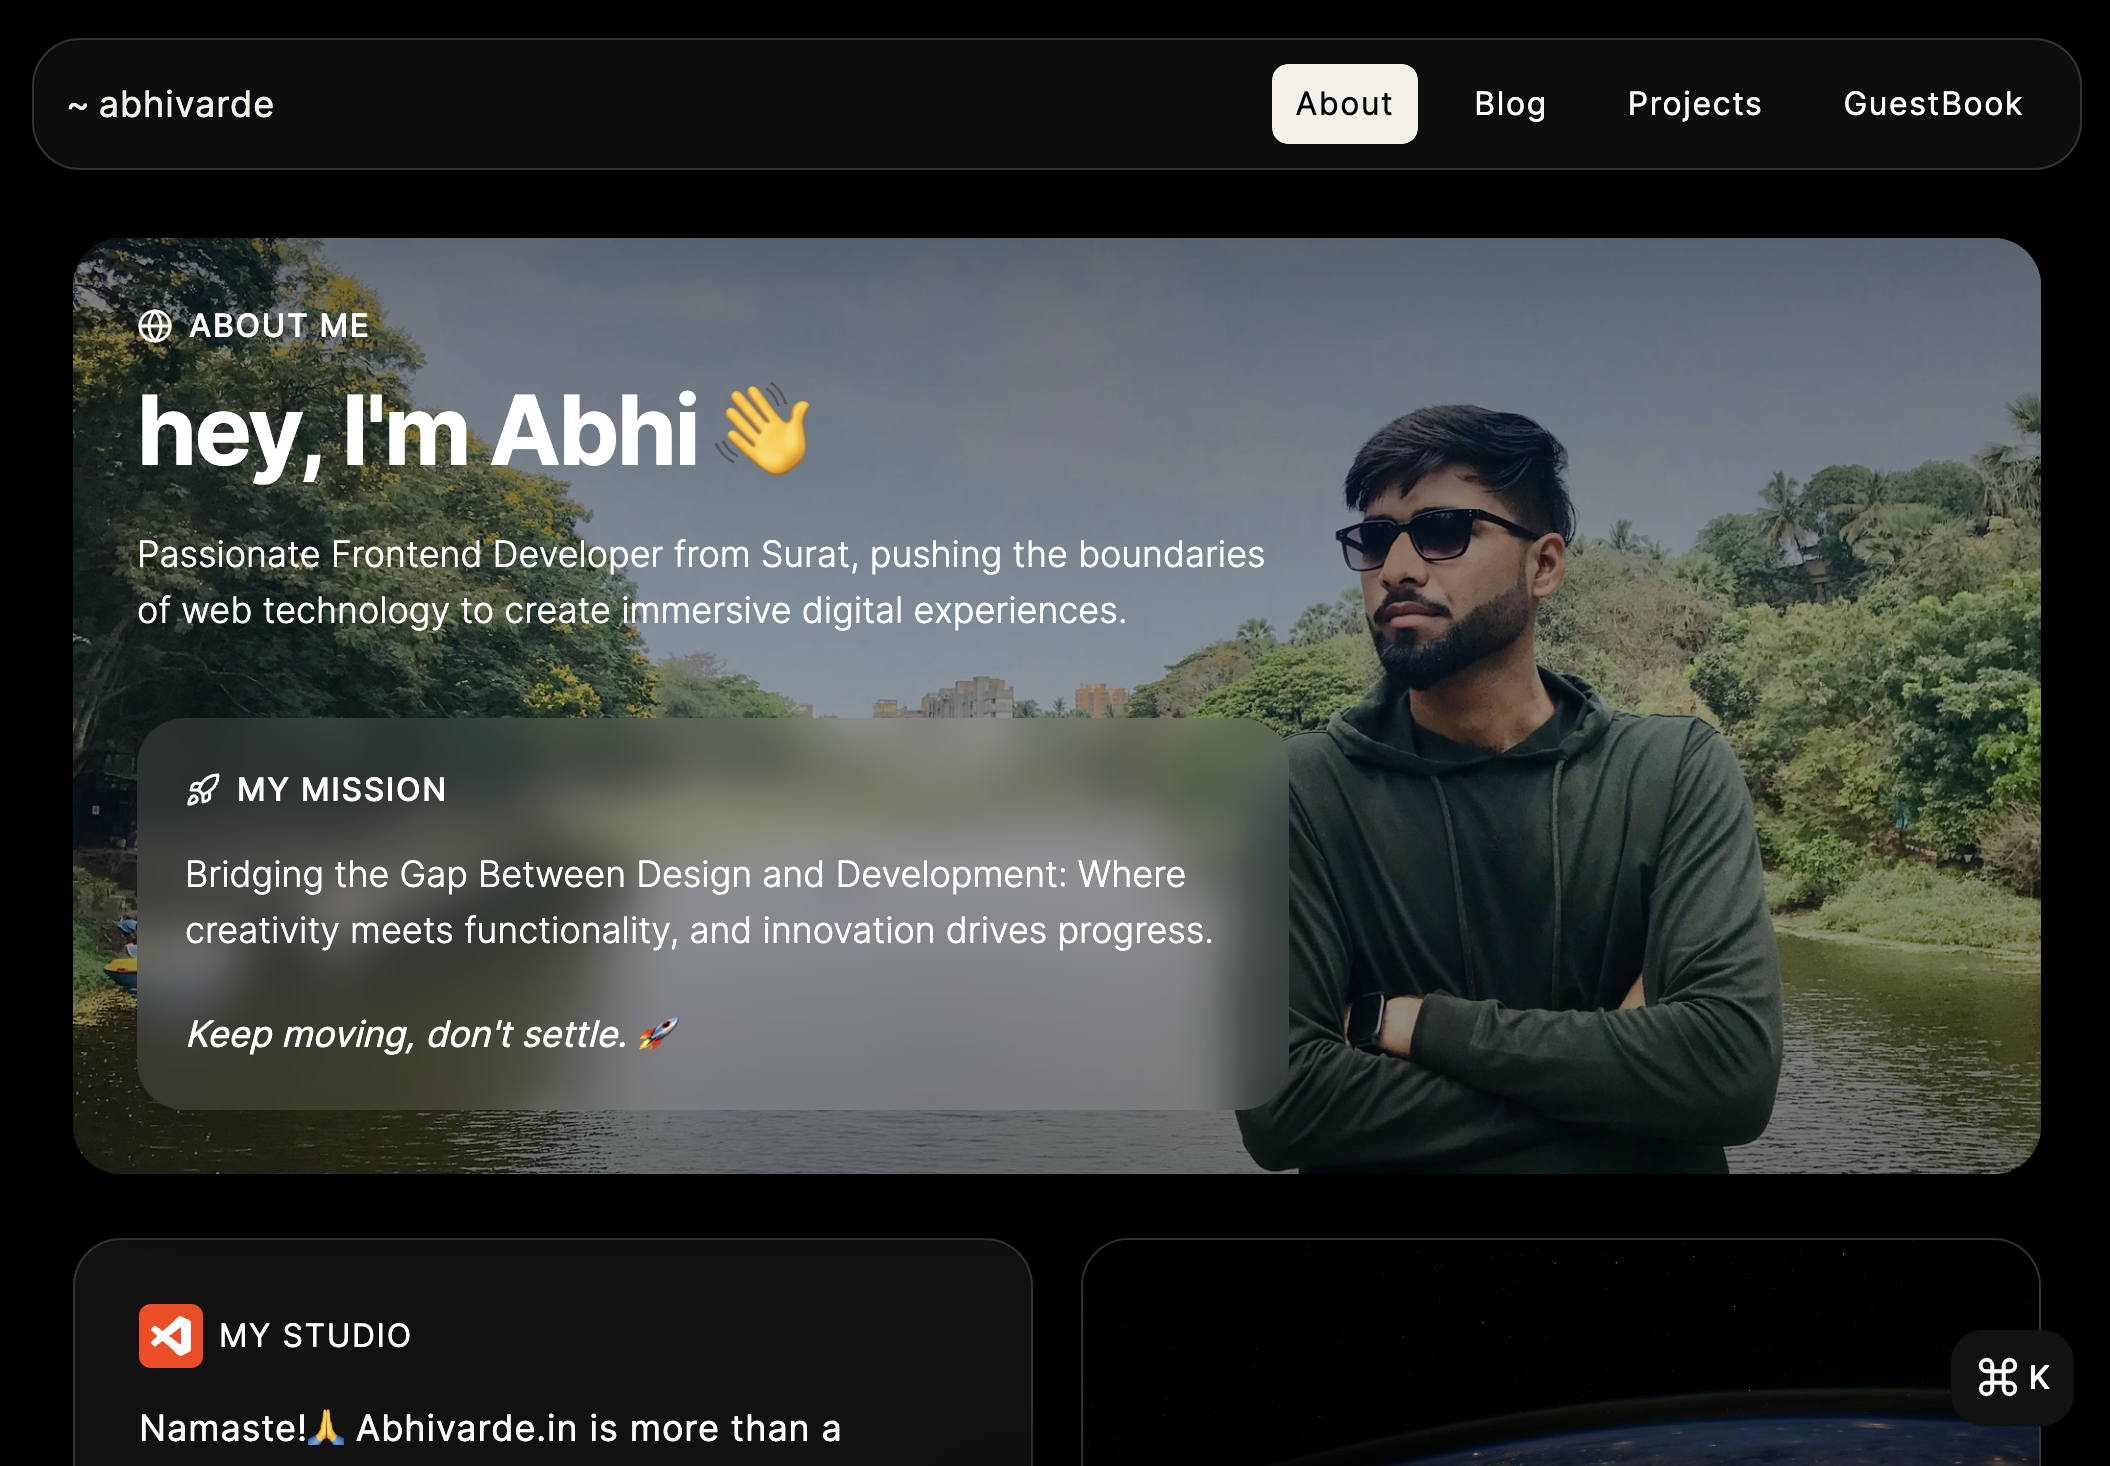 ~ abhivarde
About
Blog
Projects
GuestBook
ABOUT ME
hey, I'm Abhi 👋
Passionate Frontend Developer from Surat, pushing the boundaries
of web technology to create immersive digital experiences.
MY MISSION
Bridging the Gap Between Design and Development: Where
creativity meets functionality, and innovation drives progress.
Keep moving, don't settle. 🚀
MY STUDIO
Namaste!🙏 Abhivarde.in is more than a
⌘ K